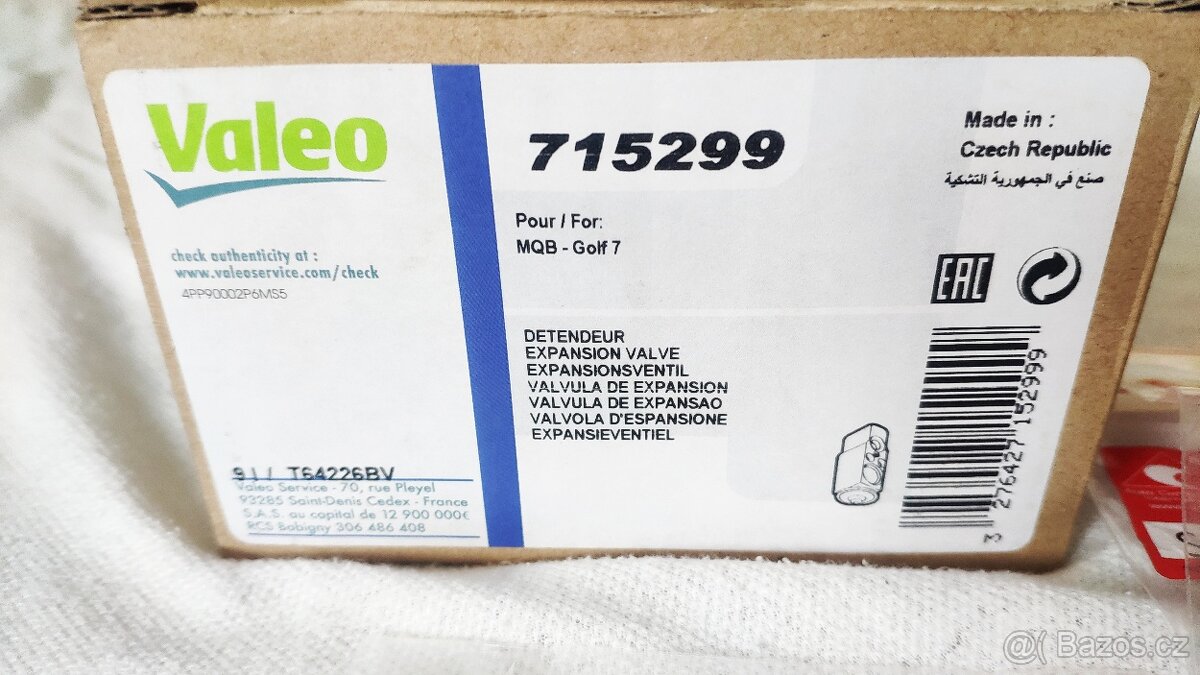 Valeo
check authenticity at :
www.valeoservice.com/check
4PP90002P6MS5
9JJ T64226BV
Valeo Service - 70, rue Pleyel
93285 Saint-Denis Cedex - France
S.A.S. au capital de 12 900 000€
RCS Bobigny 306 486 408
715299
Pour / For:
MQB - Golf 7
DETENDEUR
EXPANSION VALVE
EXPANSIONSVENTIL
VALVULA DE EXPANSION
VALVULA DE EXPANSAO
VALVOLA D'ESPANSIONE
EXPANSIEVENTIEL
Made in :
Czech Republic
صنع في الجمهورية التشكية
EAC
3 276427 152999
@( Bazos.cz